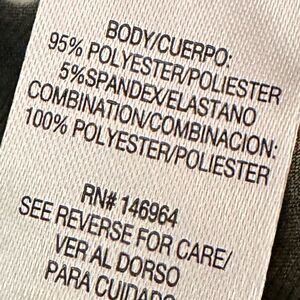 BODY/CUERPO:
95% POLYESTER/POLIESTER
5%SPANDEX/ELASTANO
COMBINATION/COMBINACION:
100% POLYESTER/POLIESTER
RN# 146964
SEE REVERSE FOR CARE/
VER AL DORSO
PARA CUIDADO